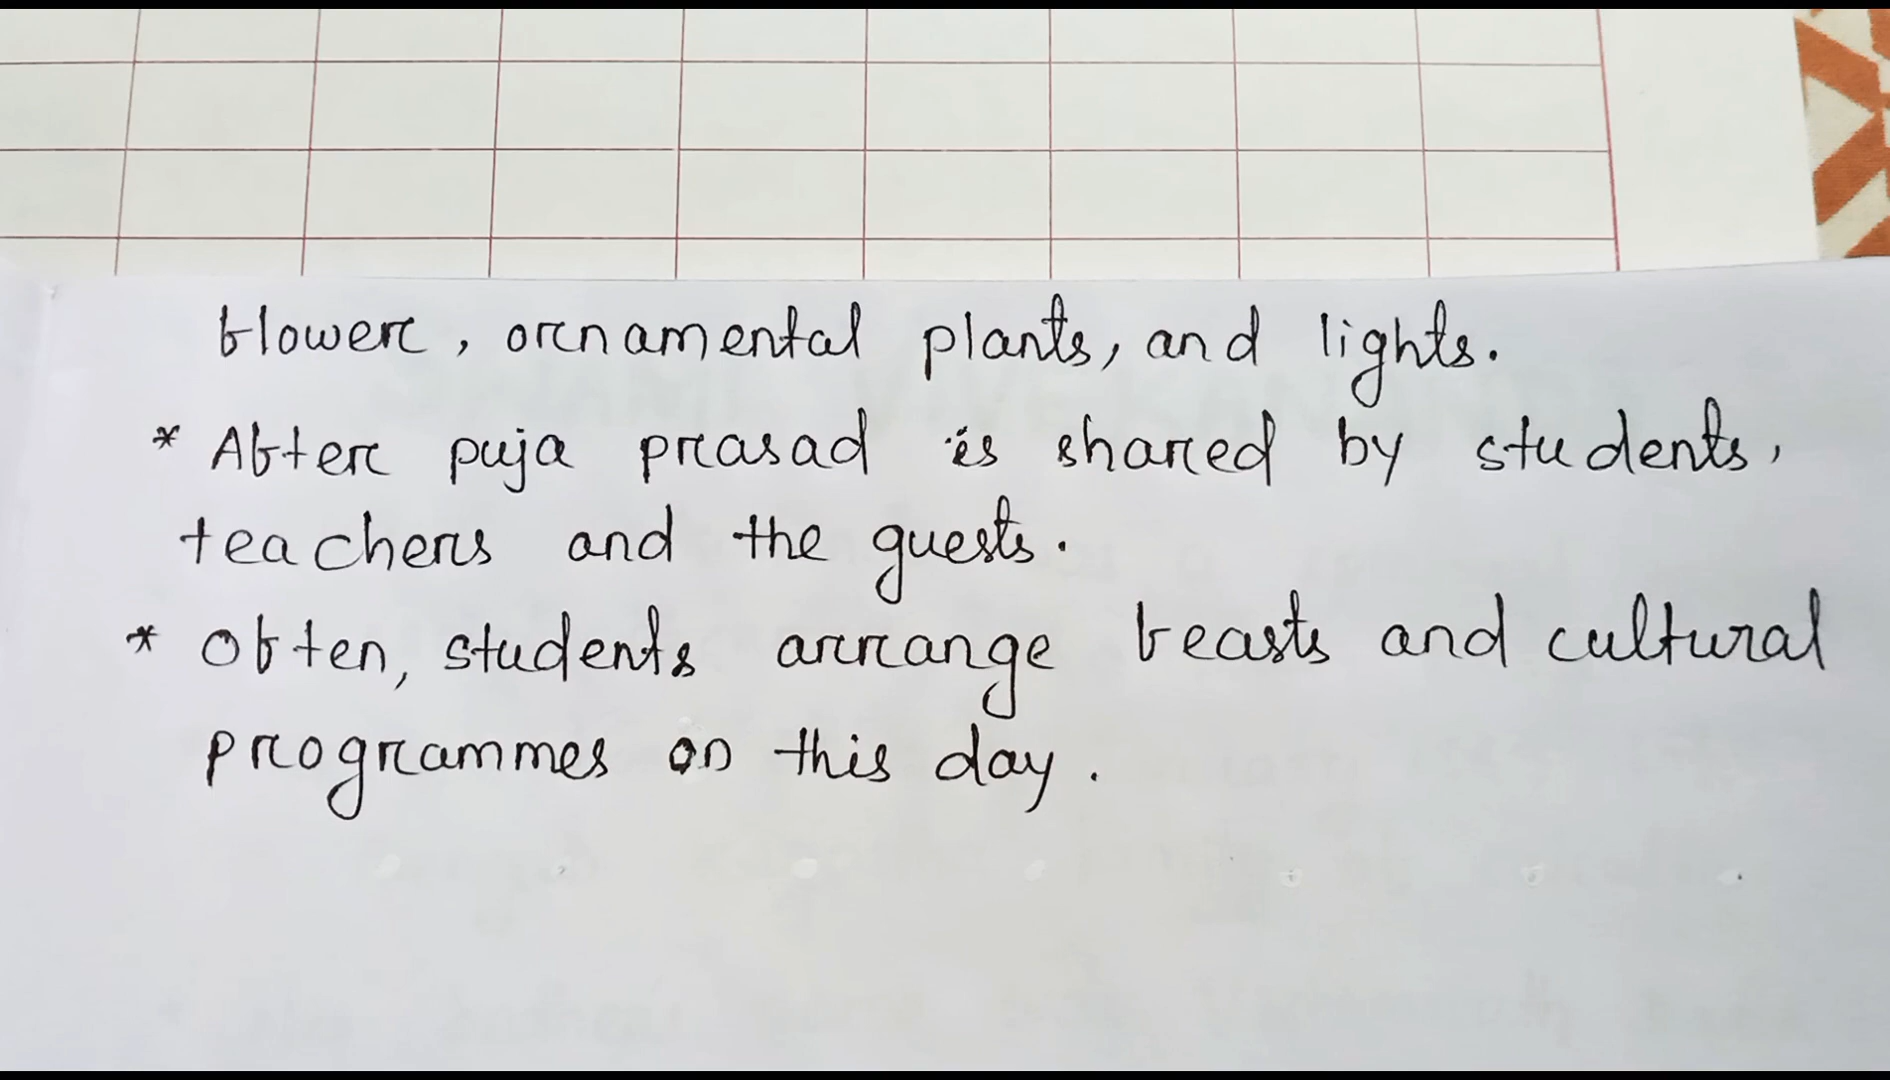 flower, ornamental plants, and lights.
* After puja prasad is shared by students,
teachers and the guests.
* Often, students arrange feasts and cultural
programmes on this day.